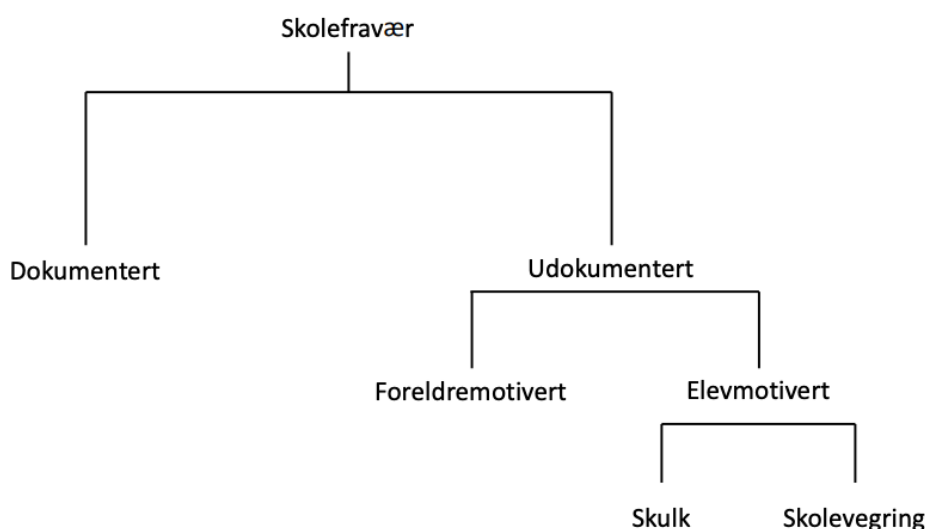 Skolefravær
Dokumentert
Udokumentert
Foreldremotivert
Elevmotivert
Skulk
Skolevegring